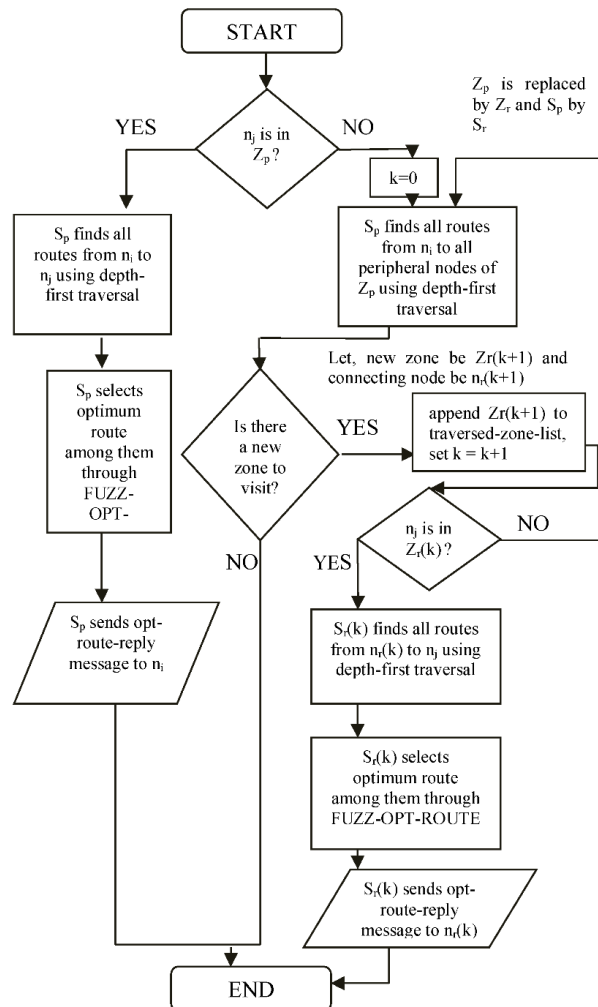 START
Zₚ is replaced
by Zᵣ and Sₚ by
Sᵣ
YES
nⱼ is in
Zₚ?
NO
k=0
Sₚ finds all
routes from nᵢ to
nⱼ using depth-
first traversal
Sₚ finds all routes
from nᵢ to all
peripheral nodes of
Zₚ using depth-first
traversal
Let, new zone be Zr(k+1) and
connecting node be nᵣ(k+1)
Sₚ selects
optimum
route
among them
through
FUZZ-
OPT-
Is there
a new
zone to
visit?
YES
append Zr(k+1) to
traversed-zone-list,
set k = k+1
nⱼ is in
Zᵣ(k)?
NO
NO
YES
Sₚ sends opt-
route-reply
message to nᵢ
Sᵣ(k) finds all routes
from nᵣ(k) to nⱼ using
depth-first traversal
Sᵣ(k) selects
optimum route
among them through
FUZZ-OPT-ROUTE
Sᵣ(k) sends opt-
route-reply
message to nᵣ(k)
END